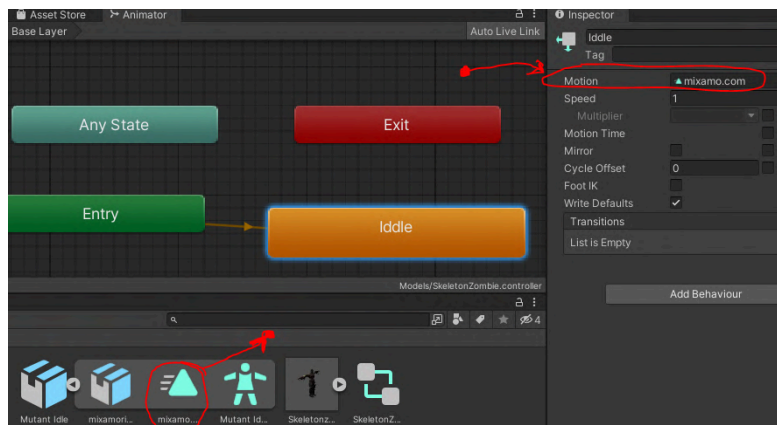 Asset Store
Animator
Base Layer
Auto Live Link
Any State
Exit
Entry
Iddle
Models/SkeletonZombie.controller
4
Mutant Idle
mixamori...
mixamo....
Mutant Id...
Skeletonz...
SkeletonZ...
Inspector
Iddle
Tag
Motion
mixamo.com
Speed
1
Multiplier
Motion Time
Mirror
Cycle Offset
0
Foot IK
Write Defaults
Transitions
List is Empty
Add Behaviour